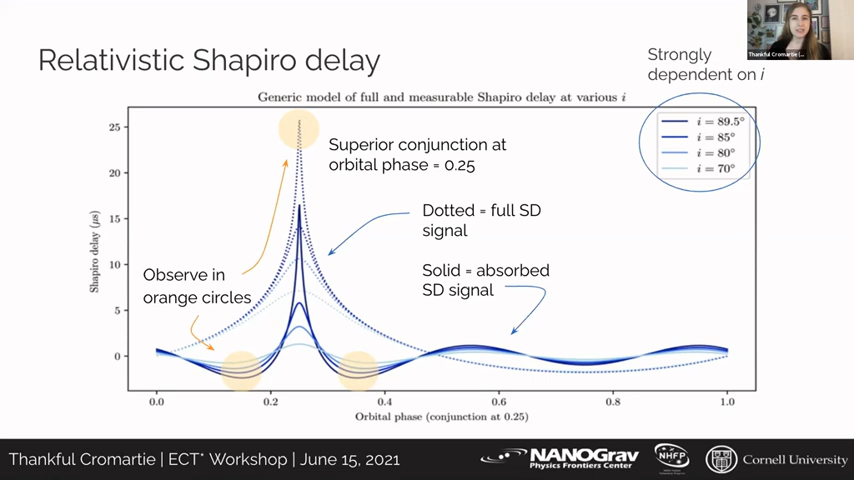 Thankful Cromartie (...
Relativistic Shapiro delay
Strongly
dependent on i
Generic model of full and measurable Shapiro delay at various i
i = 89.5°
i = 85°
i = 80°
i = 70°
Superior conjunction at
orbital phase = 0.25
Dotted = full SD
signal
Solid = absorbed
SD signal
Observe in
orange circles
Shapiro delay (μs)
25
20
15
10
5
0
0.0 0.2 0.4 0.6 0.8 1.0
Orbital phase (conjunction at 0.25)
Thankful Cromartie | ECT* Workshop | June 15, 2021
NANOGrav
Physics Frontiers Center
NHFP
Cornell University